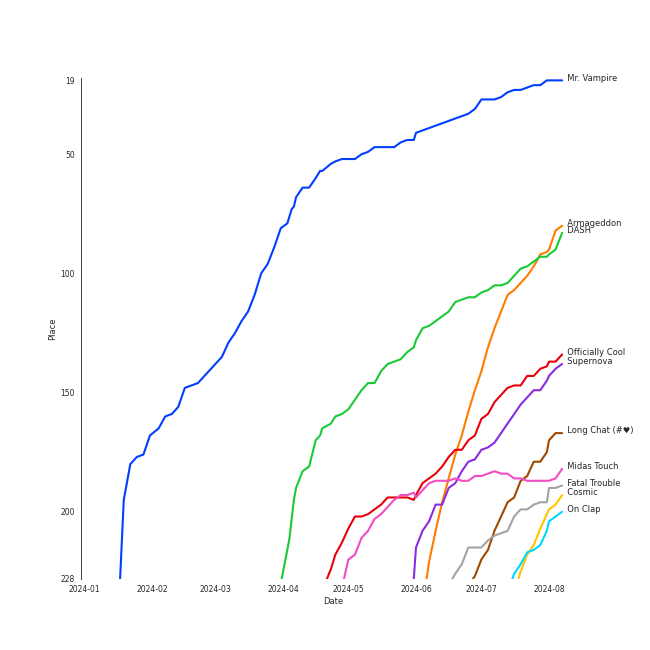 19
50
100
150
200
228
Place
2024-01
2024-02
2024-03
2024-04
2024-05
2024-06
2024-07
2024-08
Date
Mr. Vampire
Armageddon
DASH
Officially Cool
Supernova
Long Chat (#♥)
Midas Touch
Fatal Trouble
Cosmic
On Clap